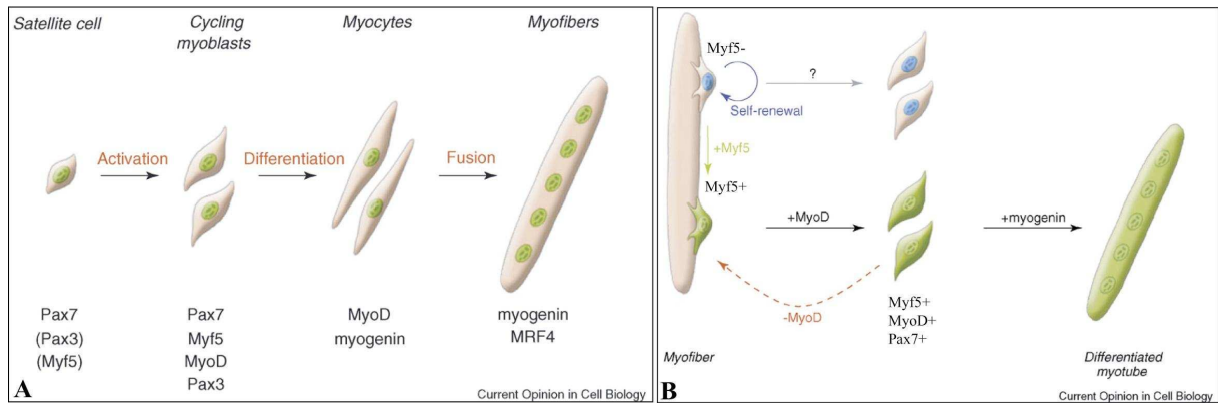 Satellite cell
Cycling
myoblasts
Myocytes
Myofibers
Activation
Differentiation
Fusion
Pax7
(Pax3)
(Myf5)
Pax7
Myf5
MyoD
Pax3
MyoD
myogenin
myogenin
MRF4
A
Current Opinion in Cell Biology
Myf5-
?
Self-renewal
+Myf5
Myf5+
+MyoD
+myogenin
-MyoD
Myf5+
MyoD+
Pax7+
Myofiber
Differentiated
myotube
B
Current Opinion in Cell Biology